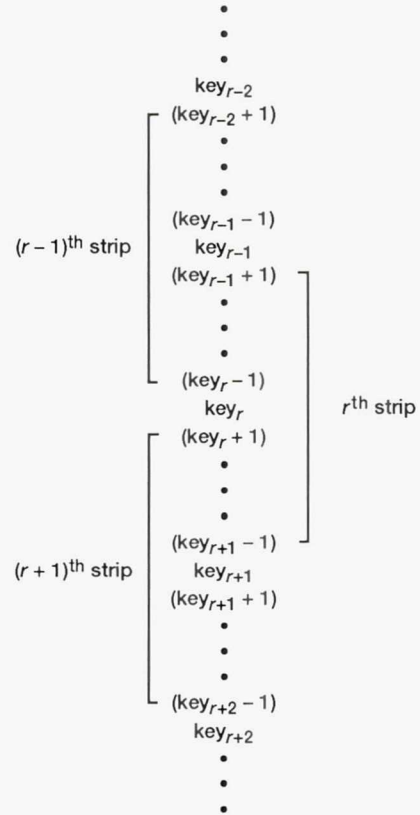 •
•
•
key_{r−2}
(key_{r−2} + 1)
•
•
•
(key_{r−1} − 1)
(r − 1)^{th} strip key_{r−1}
(key_{r−1} + 1)
•
•
•
(key_r − 1)
key_r r^{th} strip
(key_r + 1)
•
•
•
(key_{r+1} − 1)
(r + 1)^{th} strip key_{r+1}
(key_{r+1} + 1)
•
•
•
(key_{r+2} − 1)
key_{r+2}
•
•
•